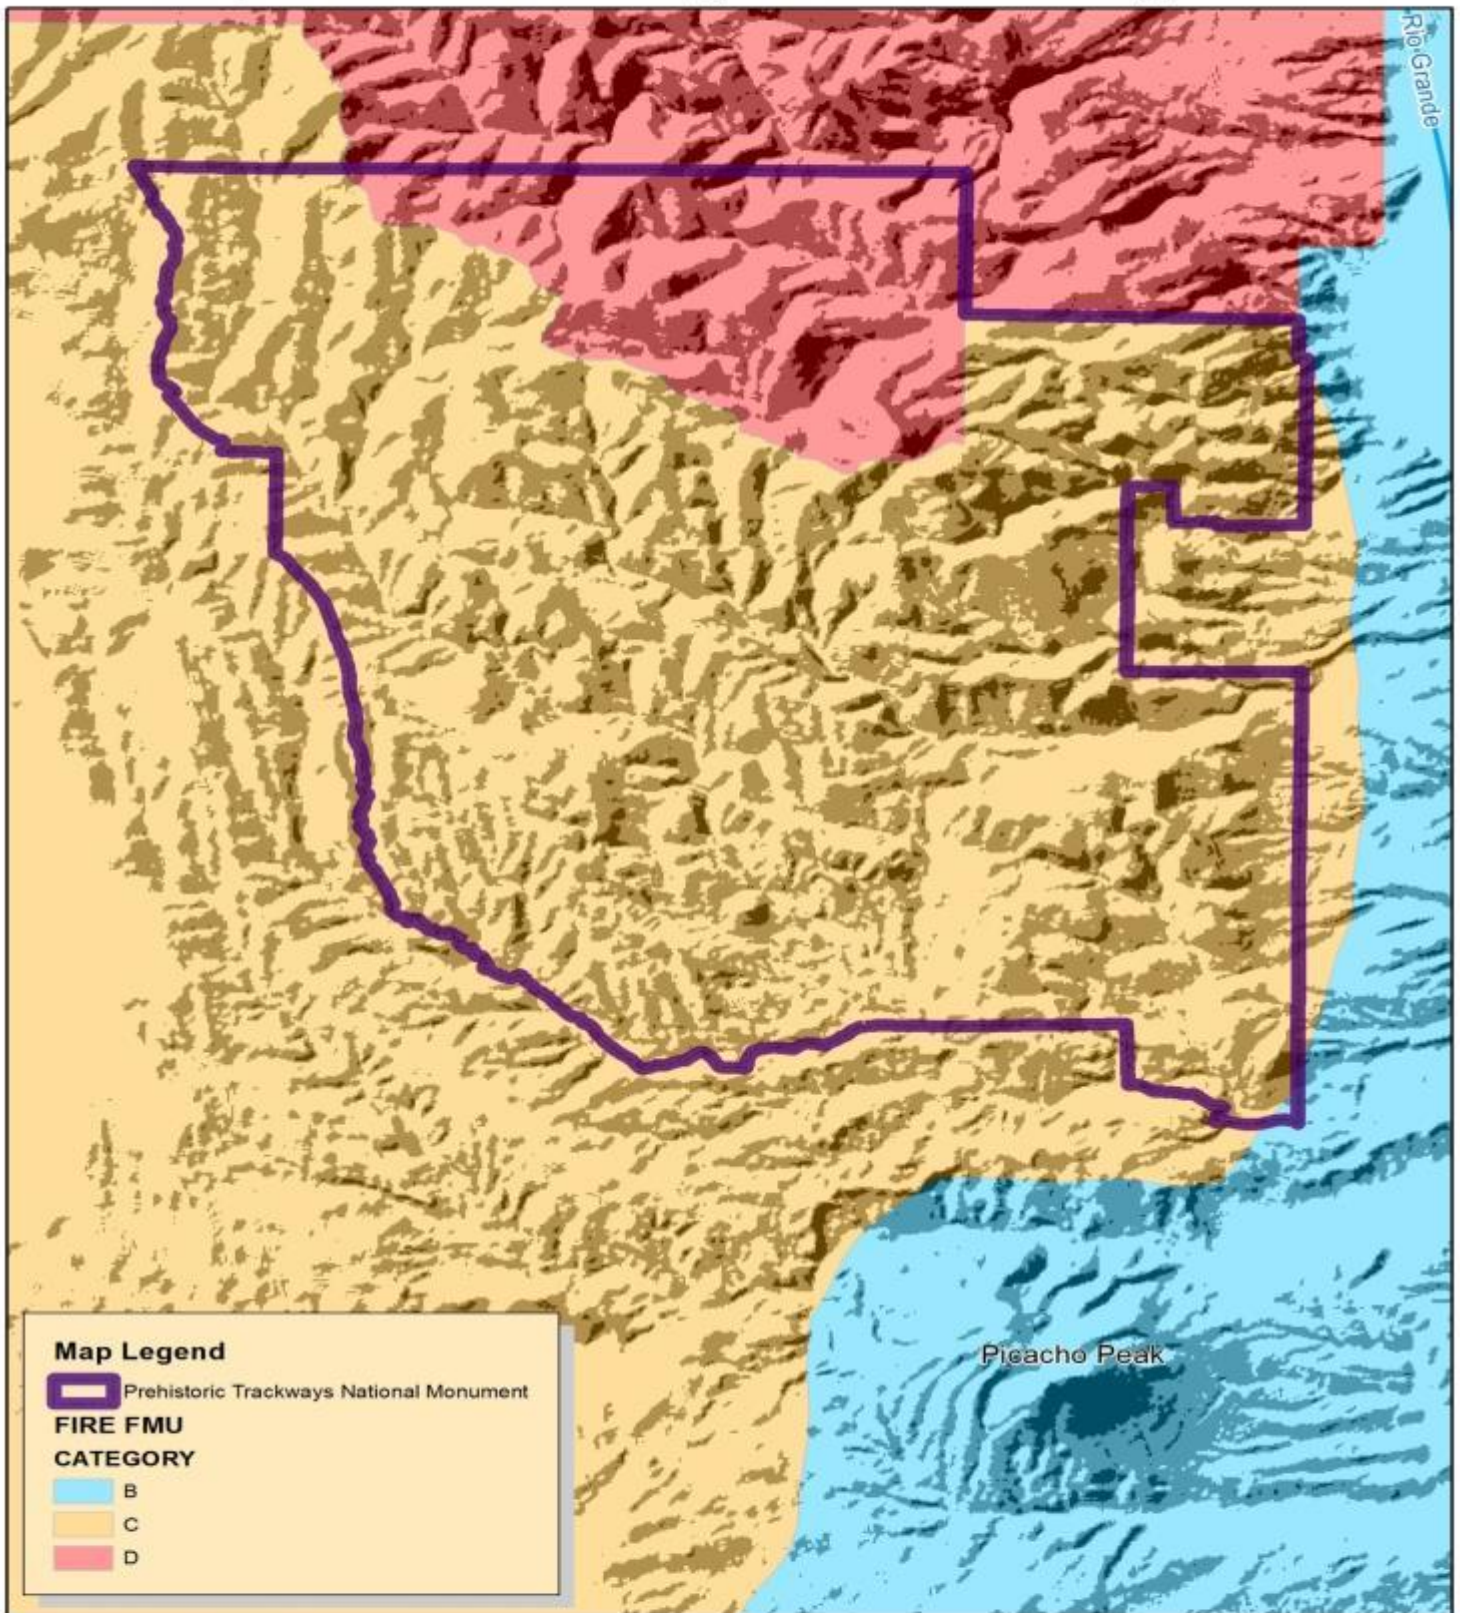 Rio Grande
Picacho Peak
Map Legend
Prehistoric Trackways National Monument
FIRE FMU
CATEGORY
B
C
D